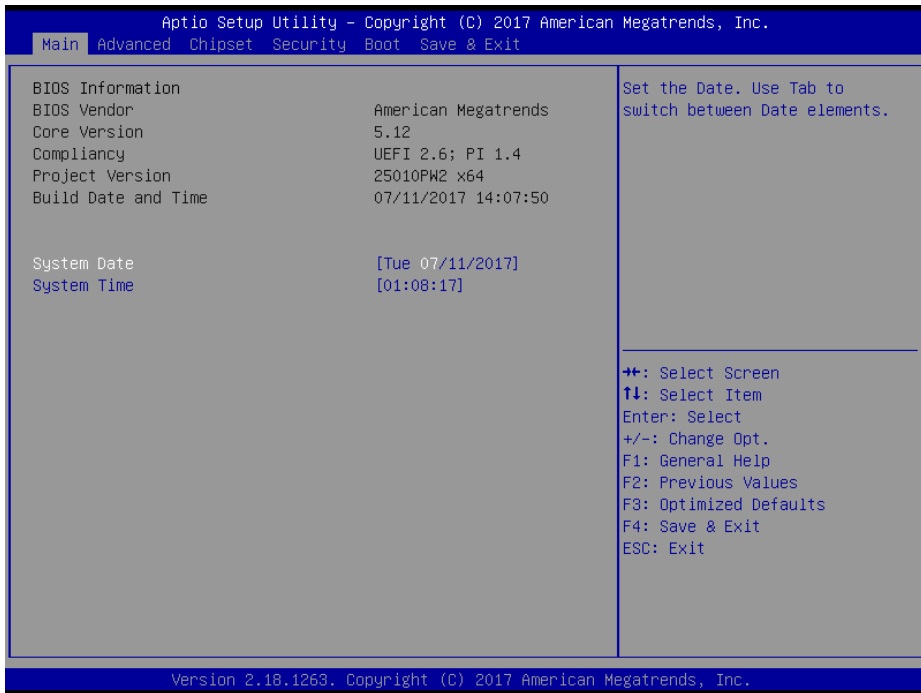 Aptio Setup Utility – Copyright (C) 2017 American Megatrends, Inc.
Main Advanced Chipset Security Boot Save & Exit
BIOS Information
BIOS Vendor American Megatrends
Core Version 5.12
Compliancy UEFI 2.6; PI 1.4
Project Version 25010PW2 x64
Build Date and Time 07/11/2017 14:07:50
System Date [Tue 07/11/2017]
System Time [01:08:17]
Set the Date. Use Tab to
switch between Date elements.
→←: Select Screen
↑↓: Select Item
Enter: Select
+/-: Change Opt.
F1: General Help
F2: Previous Values
F3: Optimized Defaults
F4: Save & Exit
ESC: Exit
Version 2.18.1263. Copyright (C) 2017 American Megatrends, Inc.